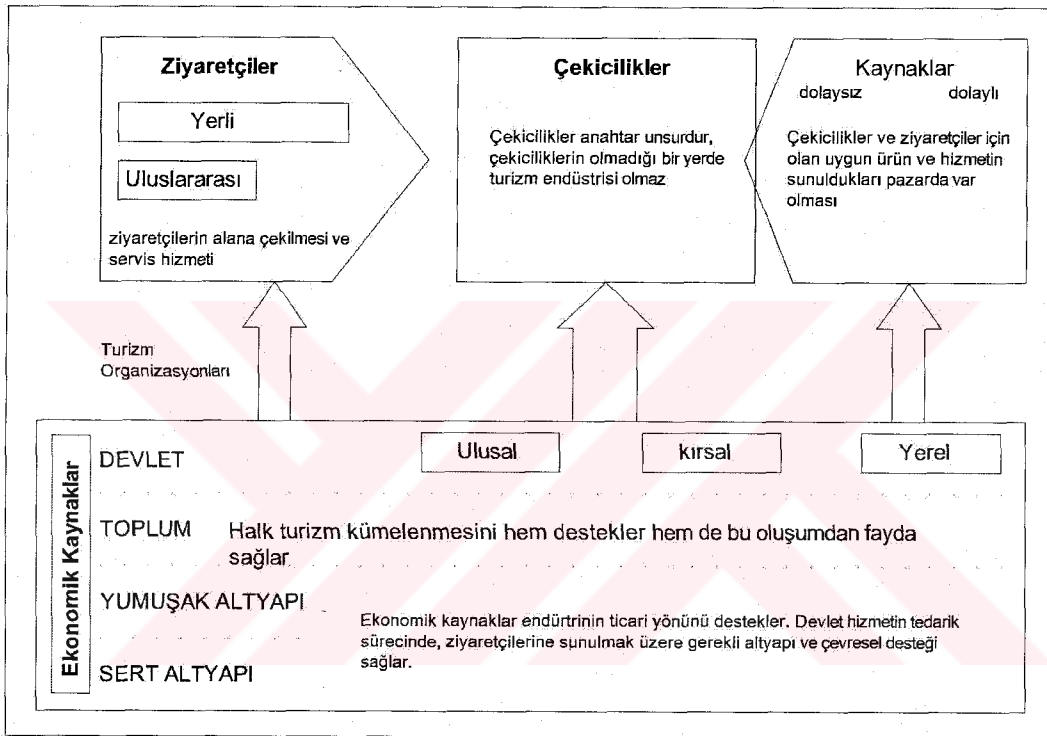 Ziyaretçiler
Yerli
Uluslararası
ziyaretçilerin alana çekilmesi ve
servis hizmeti
Çekicilikler
Çekicilikler anahtar unsurdur,
çekiciliklerin olmadığı bir yerde
turizm endüstrisi olmaz
Kaynaklar
dolaysız dolaylı
Çekicilikler ve ziyaretçiler için
olan uygun ürün ve hizmetin
sunuldukları pazarda var
olması
Turizm
Organizasyonları
Ekonomik Kaynaklar
DEVLET Ulusal kırsal Yerel
TOPLUM Halk turizm kümelenmesini hem destekler hem de bu oluşumdan fayda
sağlar
YUMUŞAK ALTYAPI
Ekonomik kaynaklar endürtrinin ticari yönünü destekler. Devlet hizmetin tedarik
sürecinde, ziyaretçilerine sunulmak üzere gerekli altyapı ve çevresel desteği
sağlar.
SERT ALTYAPI